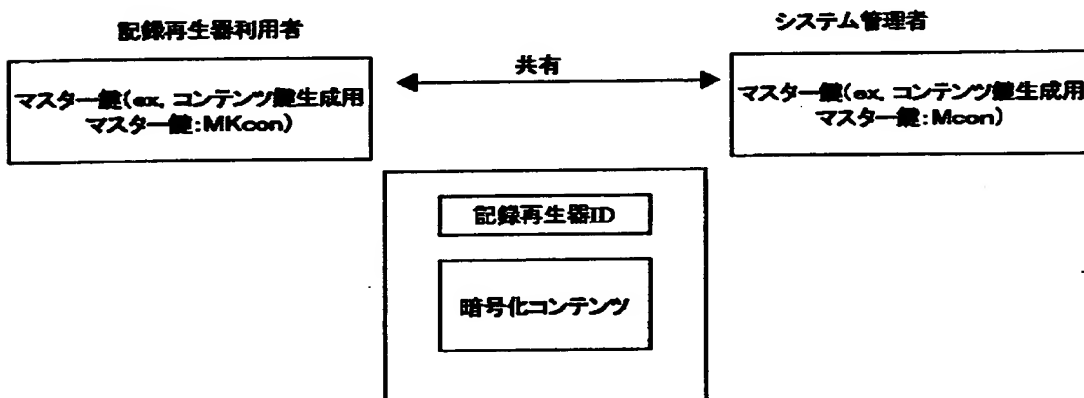 記録再生器利用者
システム管理者
共有
マスター鍵(ex, コンテンツ鍵生成用
マスター鍵:MKcon)
マスター鍵(ex, コンテンツ鍵生成用
マスター鍵:Mcon)
記録再生器ID
暗号化コンテンツ